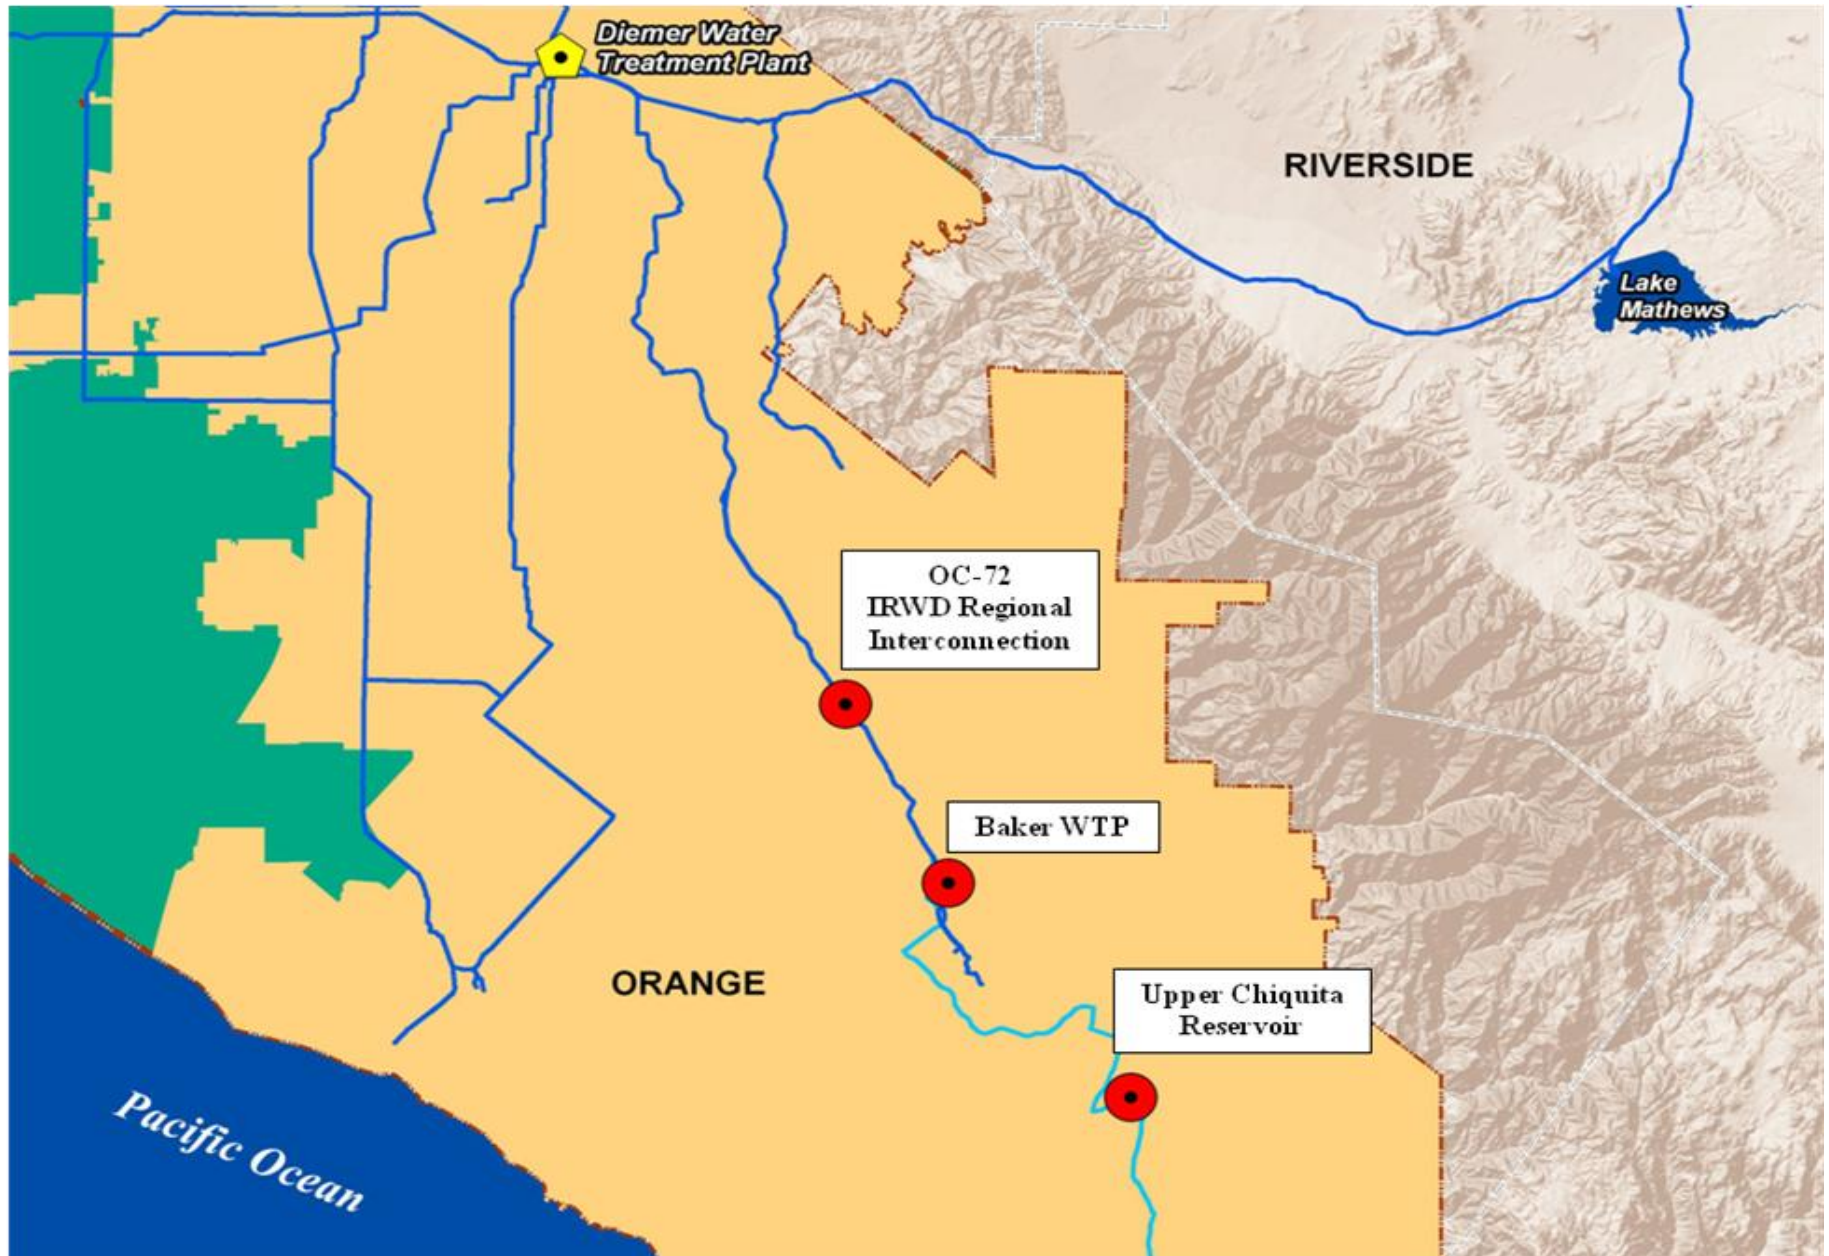 Diemer Water
Treatment Plant
RIVERSIDE
Lake
Mathews
OC-72
IRWD Regional
Interconnection
Baker WTP
ORANGE
Upper Chiquita
Reservoir
Pacific Ocean